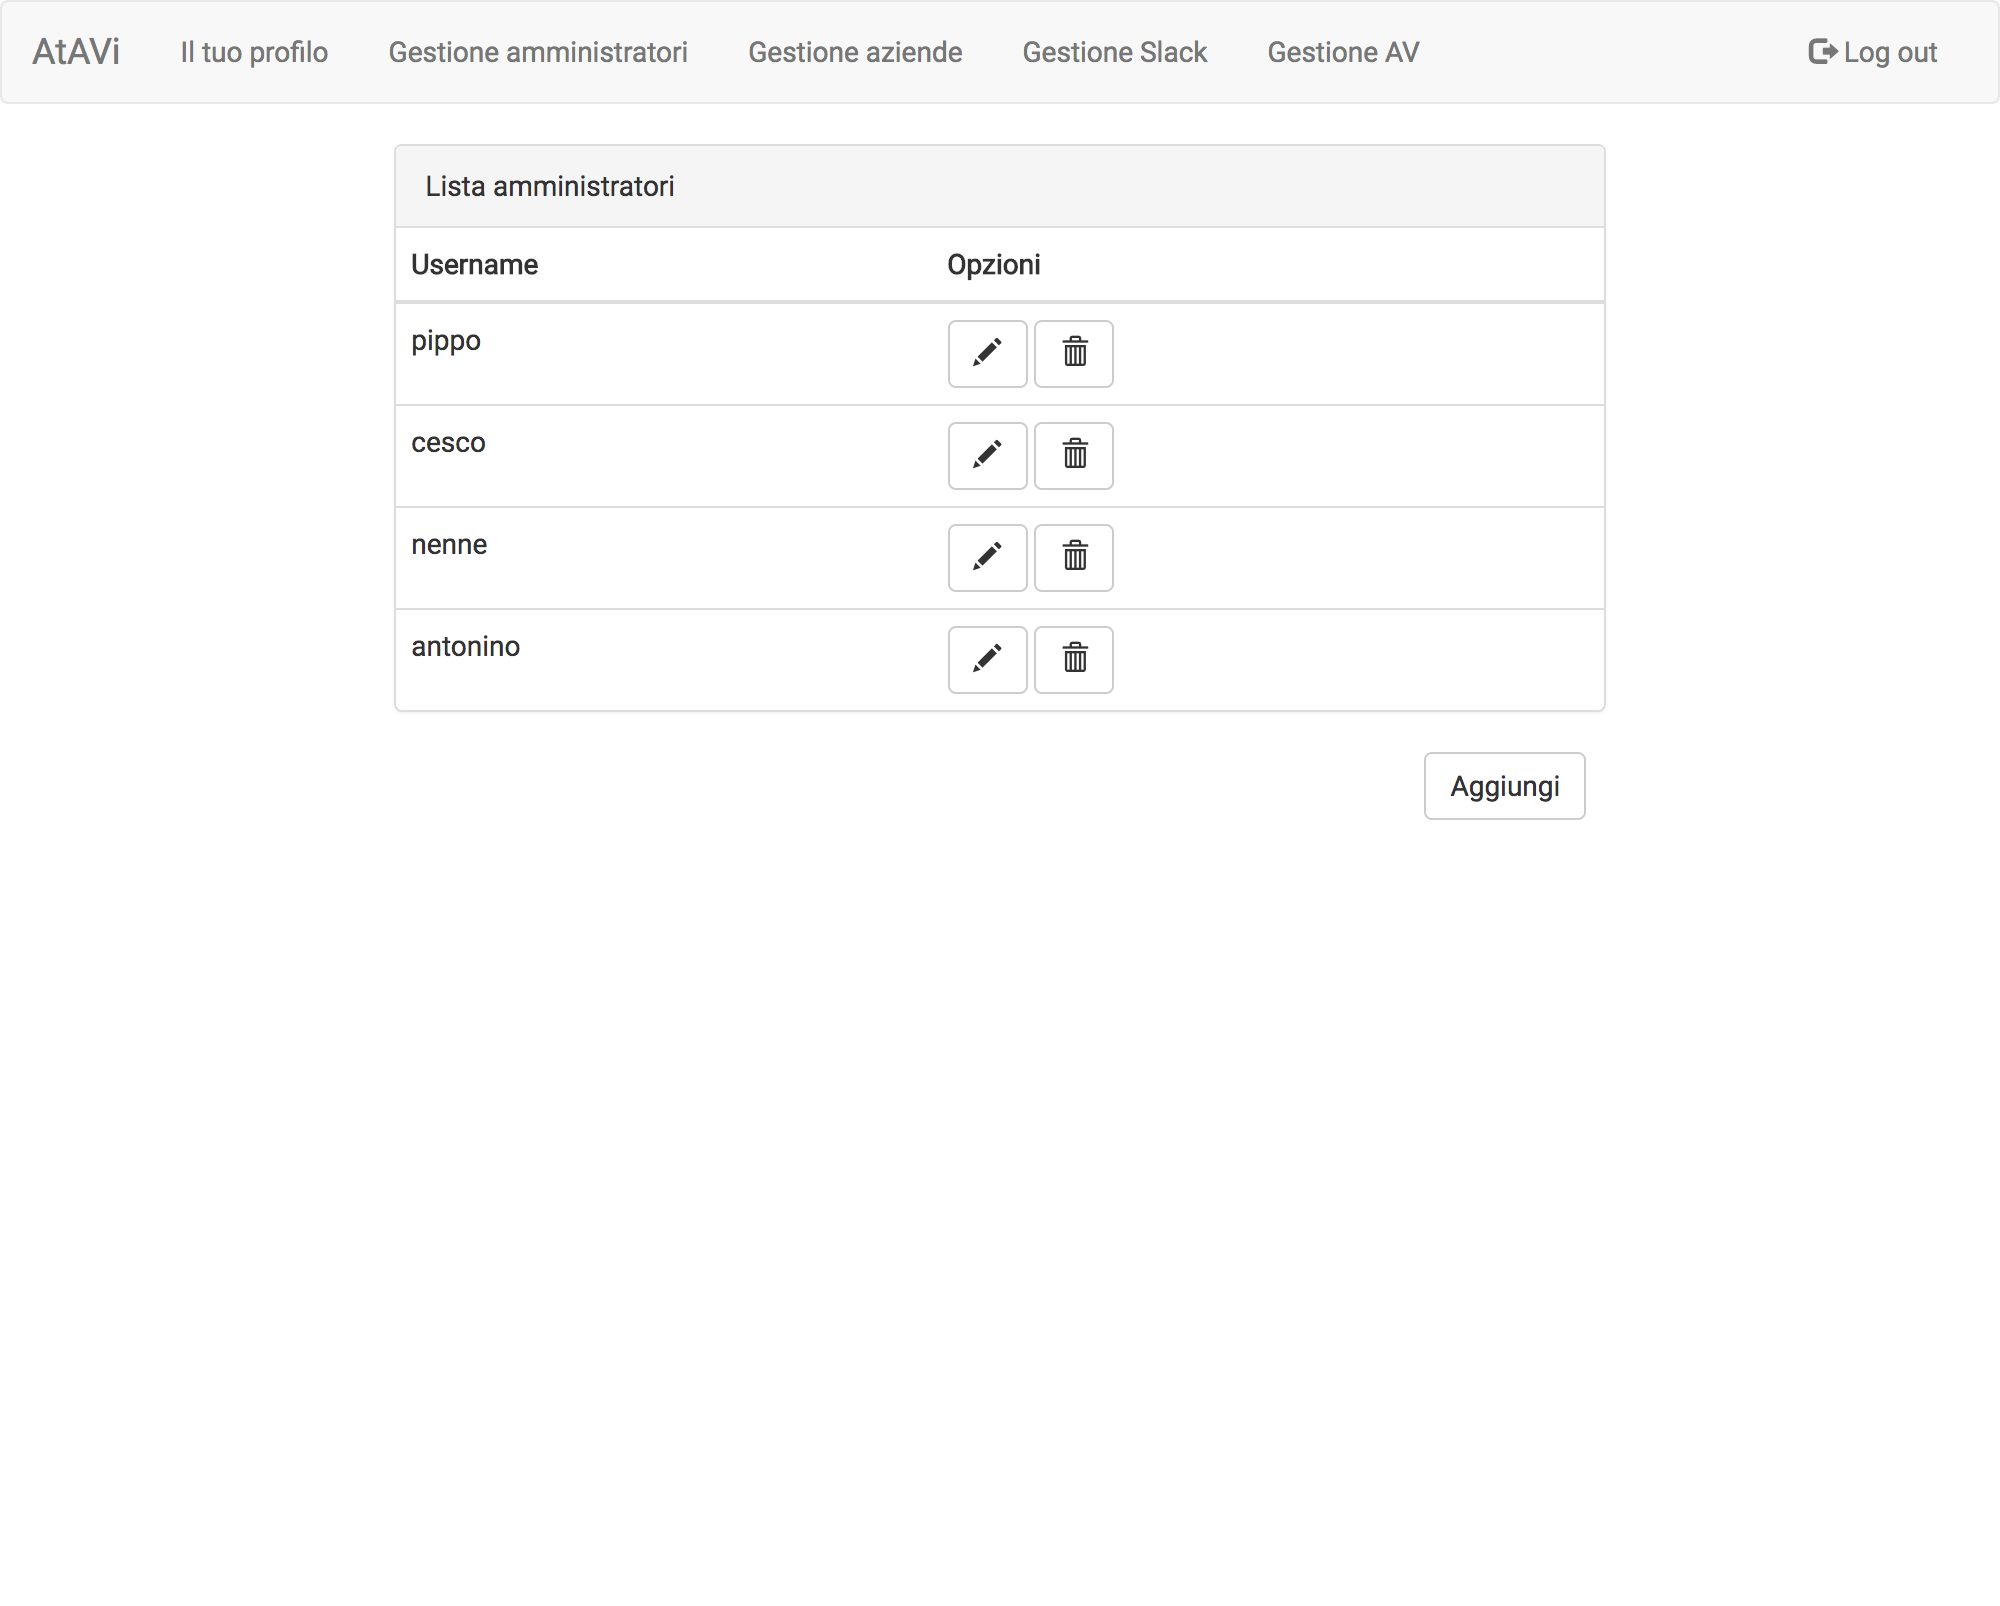 AtAVi Il tuo profilo Gestione amministratori Gestione aziende Gestione Slack Gestione AV Log out
Lista amministratori
Username Opzioni
pippo
cesco
nenne
antonino
Aggiungi